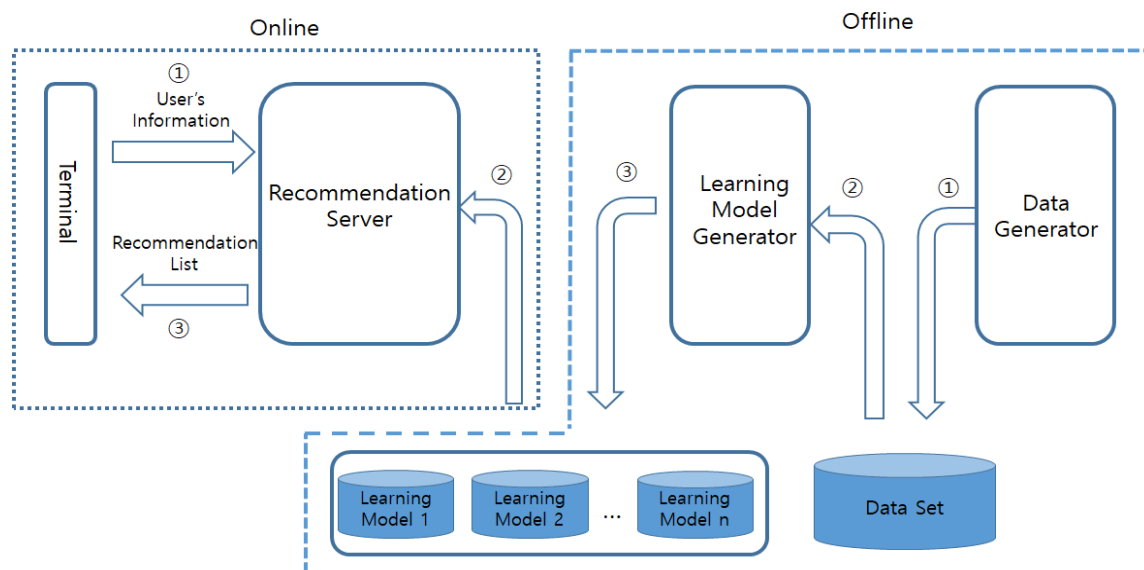 Online
Offline
①
User's
Information
Terminal
Recommendation
Server
②
Recommendation
List
③
③
Learning
Model
Generator
②
①
Data
Generator
Learning
Model 1
Learning
Model 2
...
Learning
Model n
Data Set